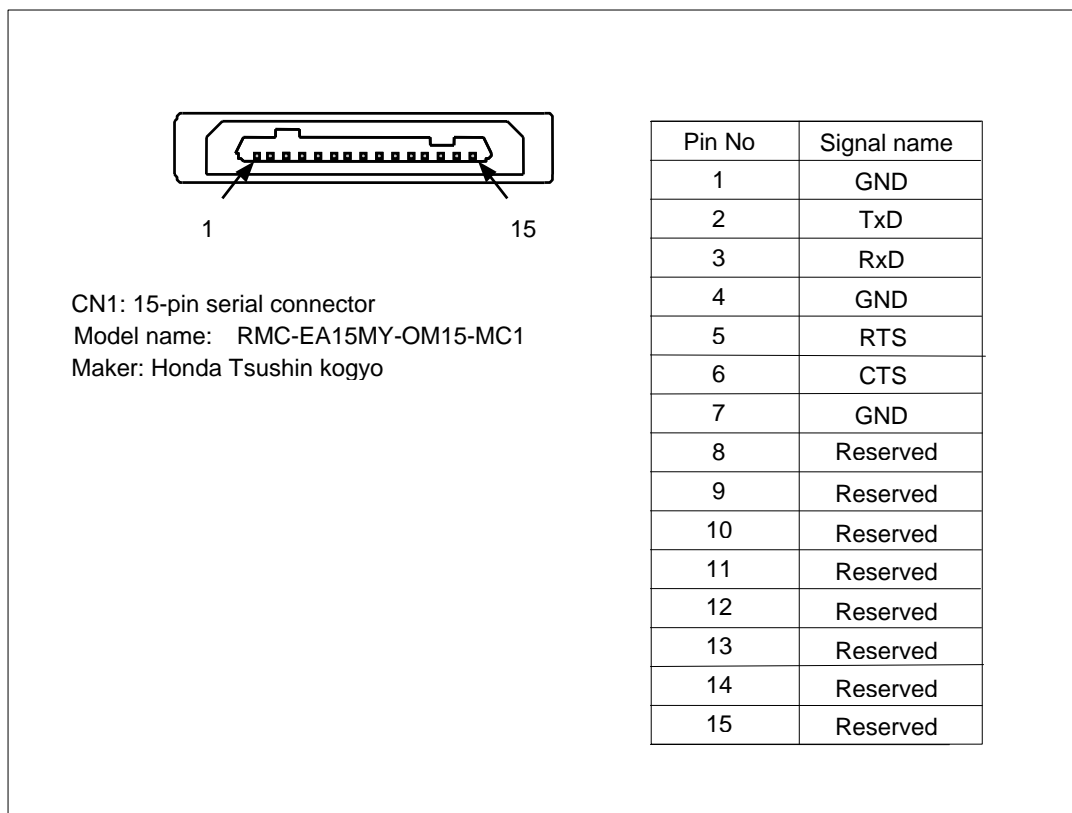 1 15
CN1: 15-pin serial connector
Model name: RMC-EA15MY-OM15-MC1
Maker: Honda Tsushin kogyo
Pin No Signal name
1 GND
2 TxD
3 RxD
4 GND
5 RTS
6 CTS
7 GND
8 Reserved
9 Reserved
10 Reserved
11 Reserved
12 Reserved
13 Reserved
14 Reserved
15 Reserved